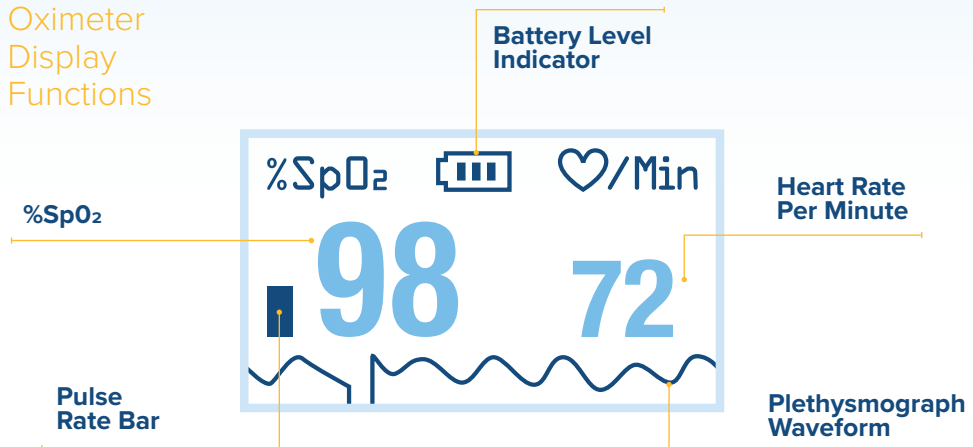 Oximeter
Display
Functions
Battery Level
Indicator
%SpO₂ ♡/Min
%Sp0₂
Heart Rate
Per Minute
98 72
Pulse
Rate Bar
Plethysmograph
Waveform